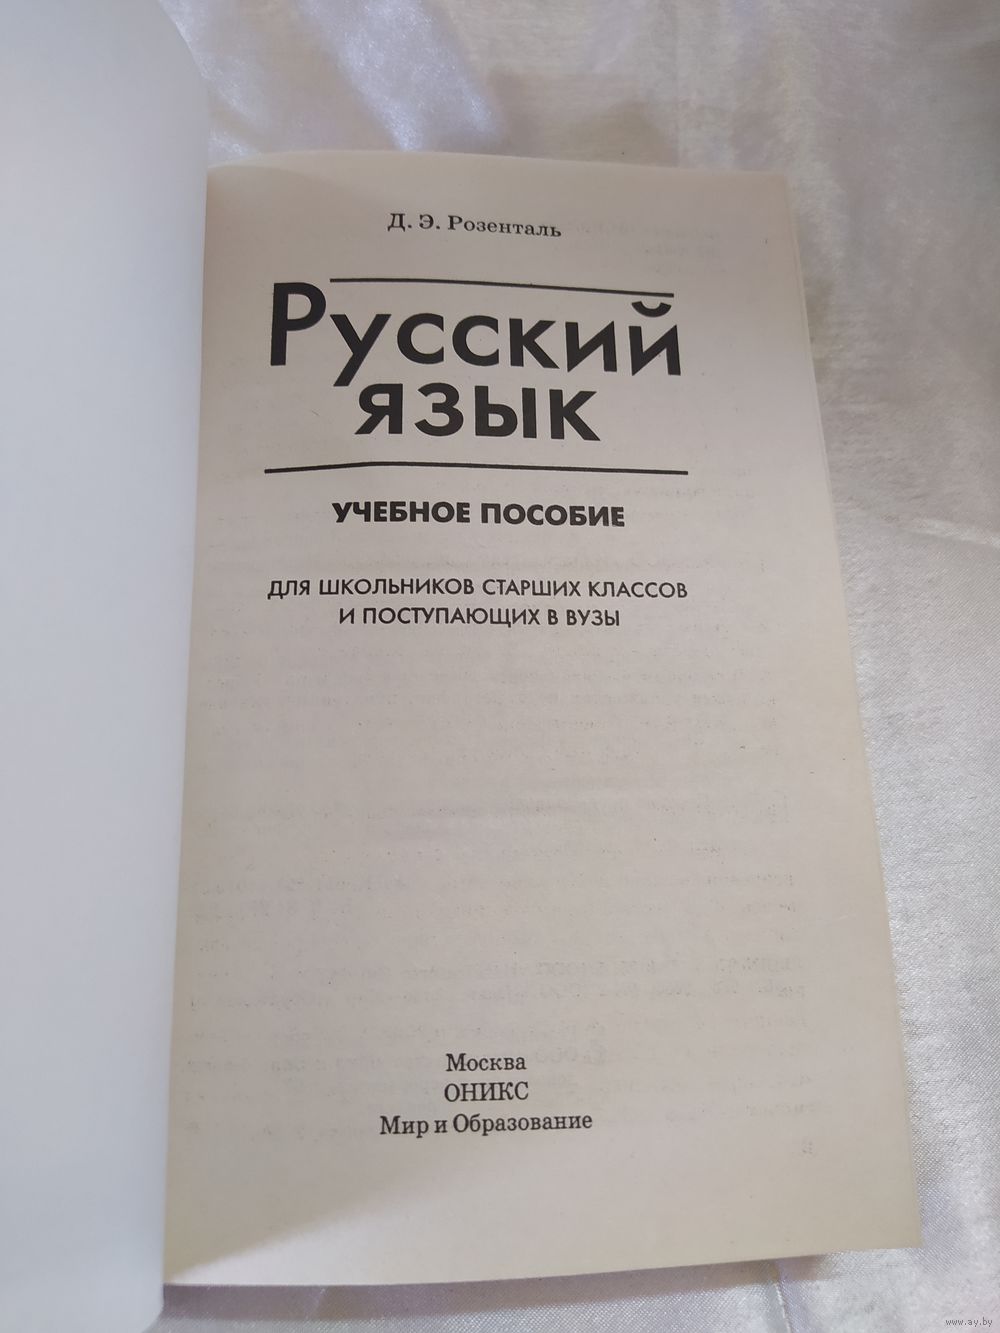 Д. Э. Розенталь
Русский
язык
УЧЕБНОЕ ПОСОБИЕ
ДЛЯ ШКОЛЬНИКОВ СТАРШИХ КЛАССОВ
И ПОСТУПАЮЩИХ В ВУЗЫ
Москва
ОНИКС
Мир и Образование
www.ay.by